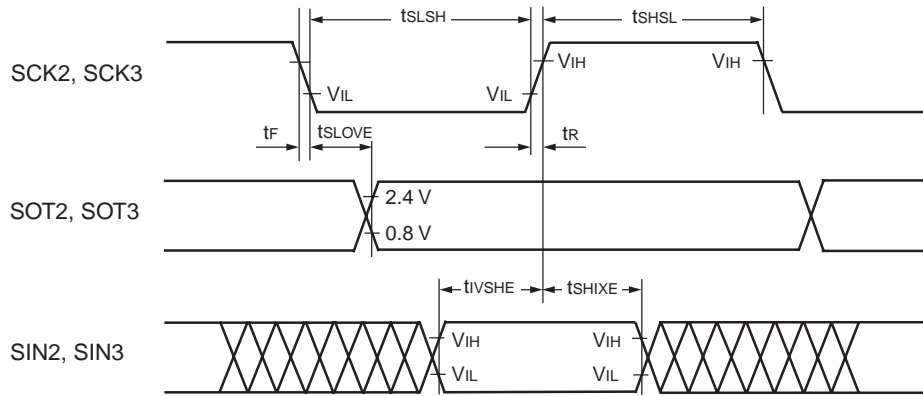 tSLSH tSHSL
SCK2, SCK3
VIH VIH
VIL VIL
tF tSLOVE tR
SOT2, SOT3
2.4 V
0.8 V
tIVSHE tSHIXE
SIN2, SIN3
VIH VIH
VIL VIL